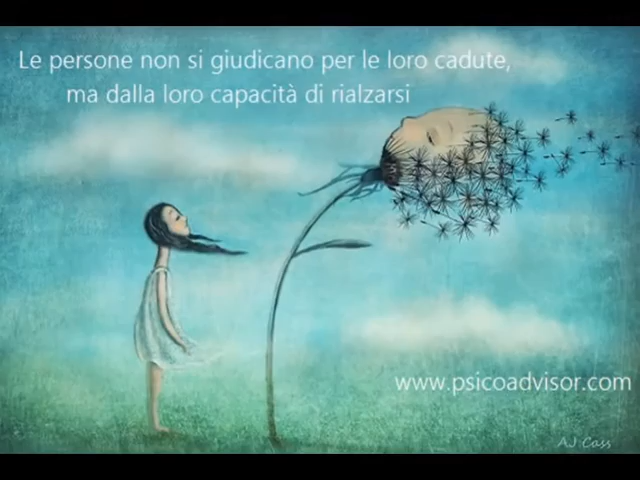 Le persone non si giudicano per le loro cadute,
ma dalla loro capacità di rialzarsi
www.psicoadvisor.com
AJ Cass